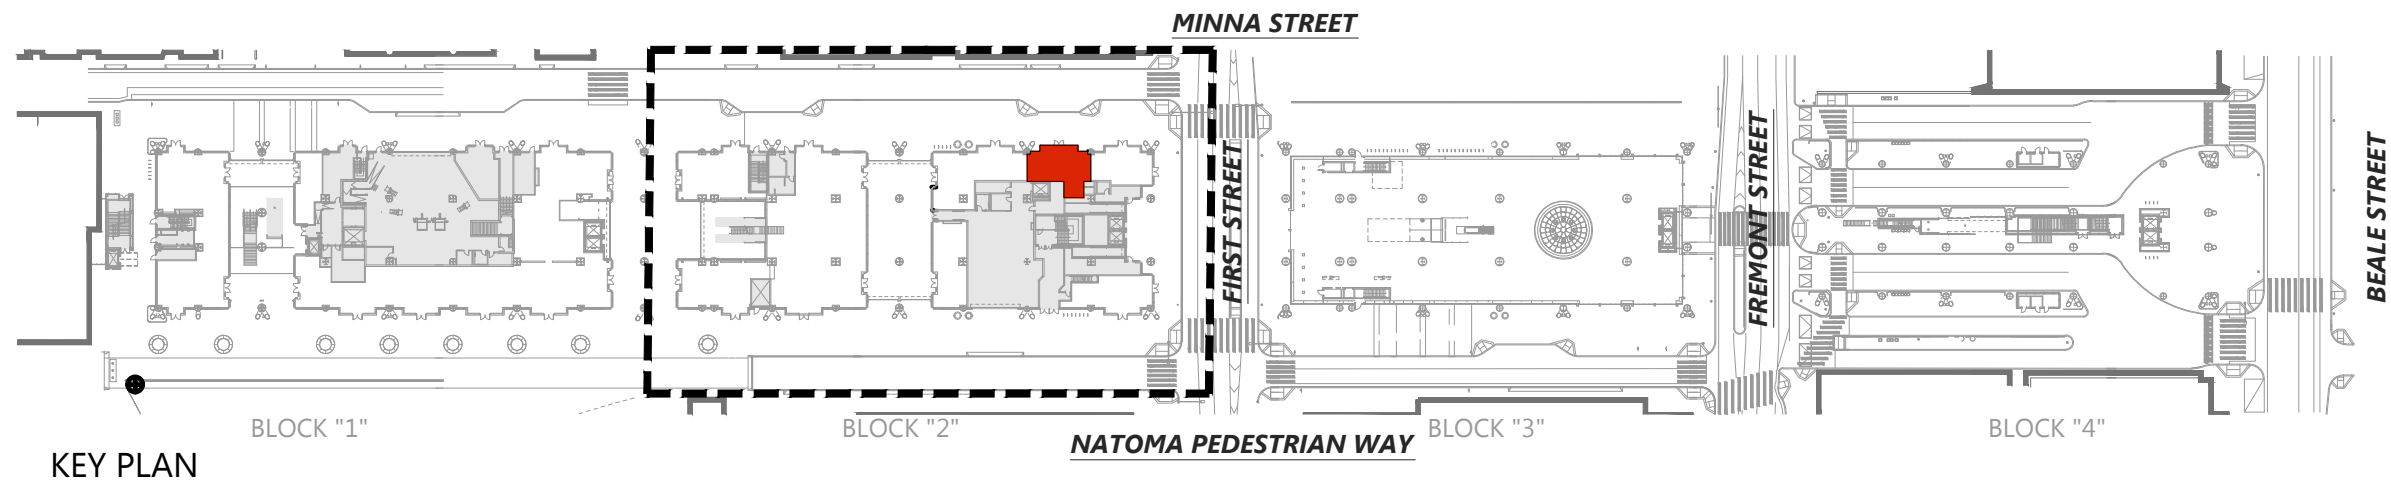 MINNA STREET
FIRST STREET
FREMONT STREET
BEALE STREET
BLOCK "1"
BLOCK "2"
BLOCK "3"
BLOCK "4"
NATOMA PEDESTRIAN WAY
KEY PLAN